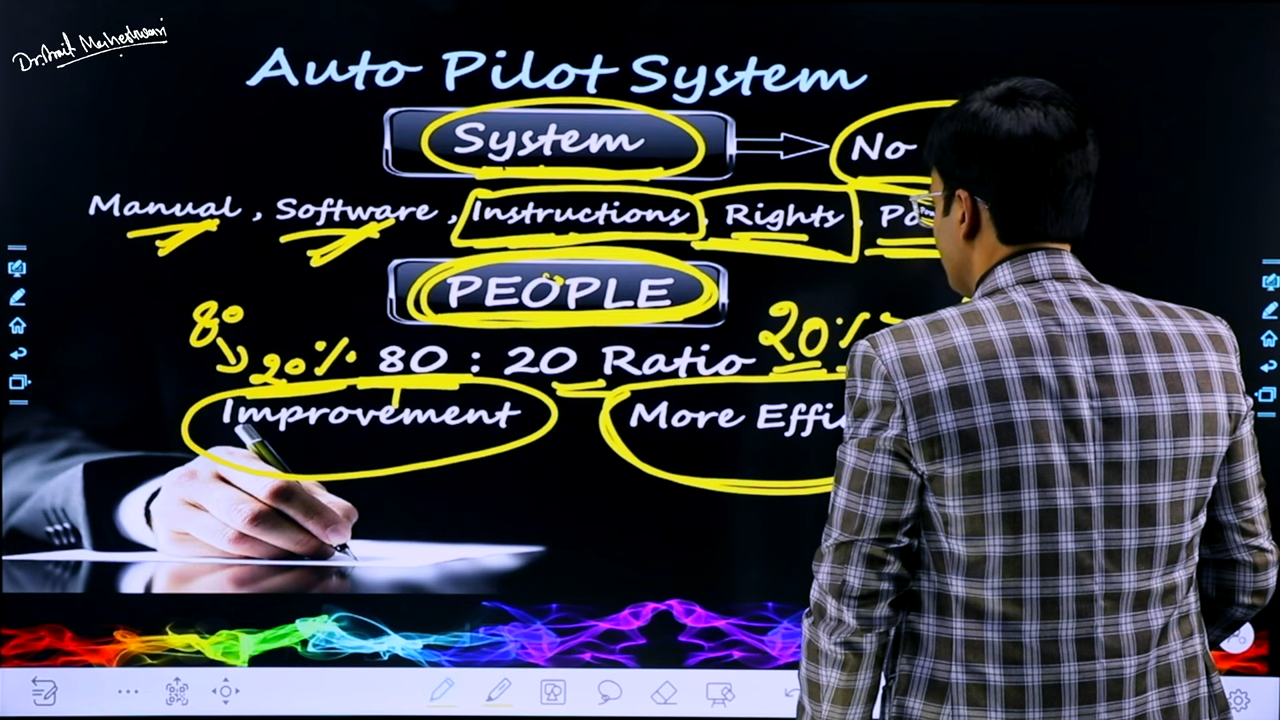 Dr. Amit Maheshwari
Auto Pilot System
System
No
Manual , Software , Instructions , Rights ,
PEOPLE
80
20%
80 : 20 Ratio
20%
Improvement
More